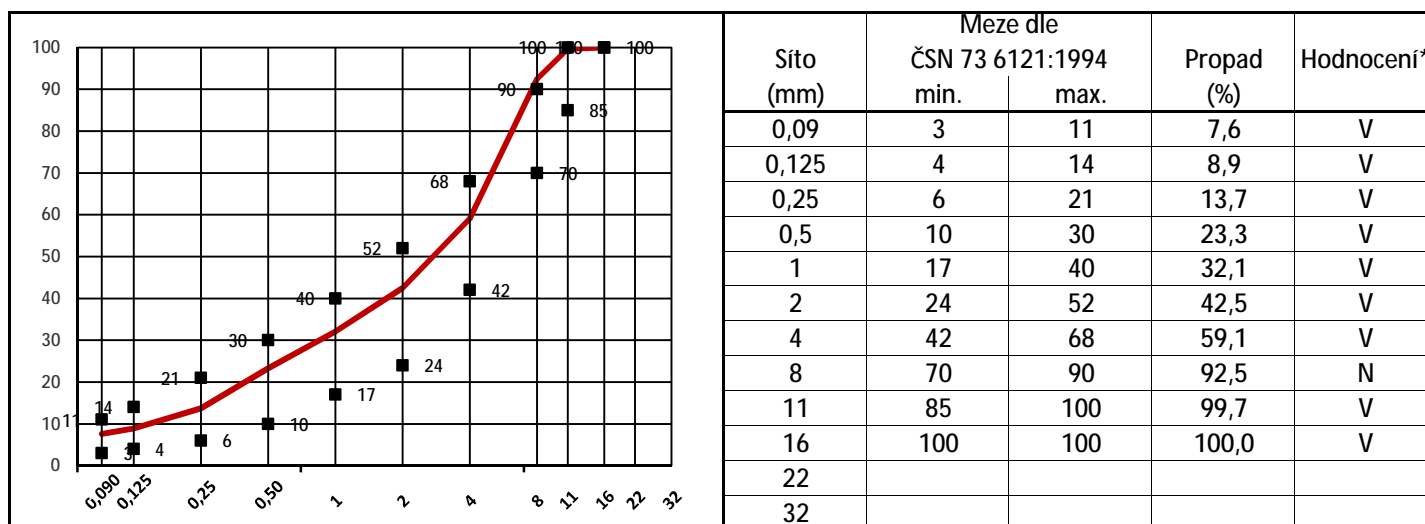 100 100 100 100
90 90
85
80
70 68 70
60
52
50
40 40 42
30 30
24
20 21
17
14
10 11 10
6
3 4
0
0,090 0,125 0,25 0,50 1 2 4 8 11 16 22 32
Meze dle
Síto ČSN 73 6121:1994 Propad Hodnocení*
(mm) min. max. (%)
0,09 3 11 7,6 V
0,125 4 14 8,9 V
0,25 6 21 13,7 V
0,5 10 30 23,3 V
1 17 40 32,1 V
2 24 52 42,5 V
4 42 68 59,1 V
8 70 90 92,5 N
11 85 100 99,7 V
16 100 100 100,0 V
22
32